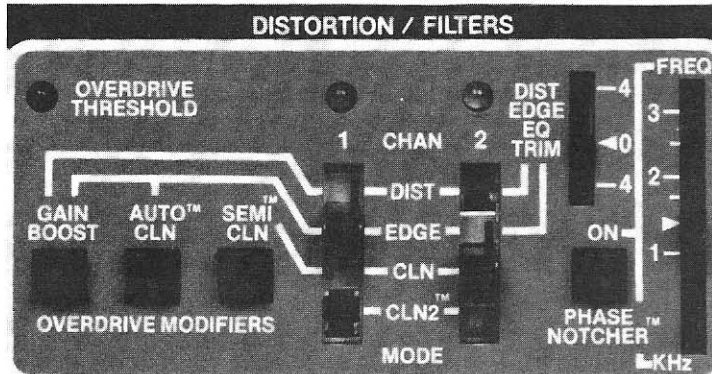 DISTORTION / FILTERS
OVERDRIVE
THRESHOLD
1 CHAN 2
DIST
EDGE
EQ
TRIM
4
0
4
FREQ
3
2
1
KHz
GAIN
BOOST
AUTO™
CLN
SEMI™
CLN
OVERDRIVE MODIFIERS
DIST
EDGE
CLN
CLN2™
MODE
ON
PHASE
NOTCHER™